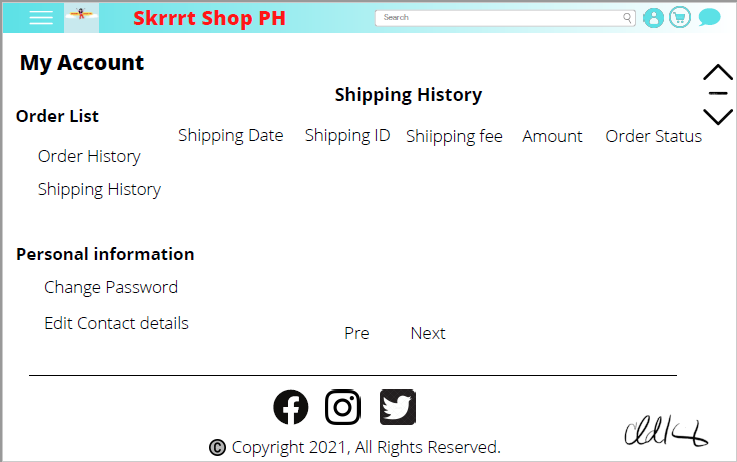 Skrrrt Shop PH
Search
My Account
Shipping History
Order List
Shipping Date Shipping ID Shiipping fee Amount Order Status
Order History
Shipping History
Personal information
Change Password
Edit Contact details
Pre Next
© Copyright 2021, All Rights Reserved.